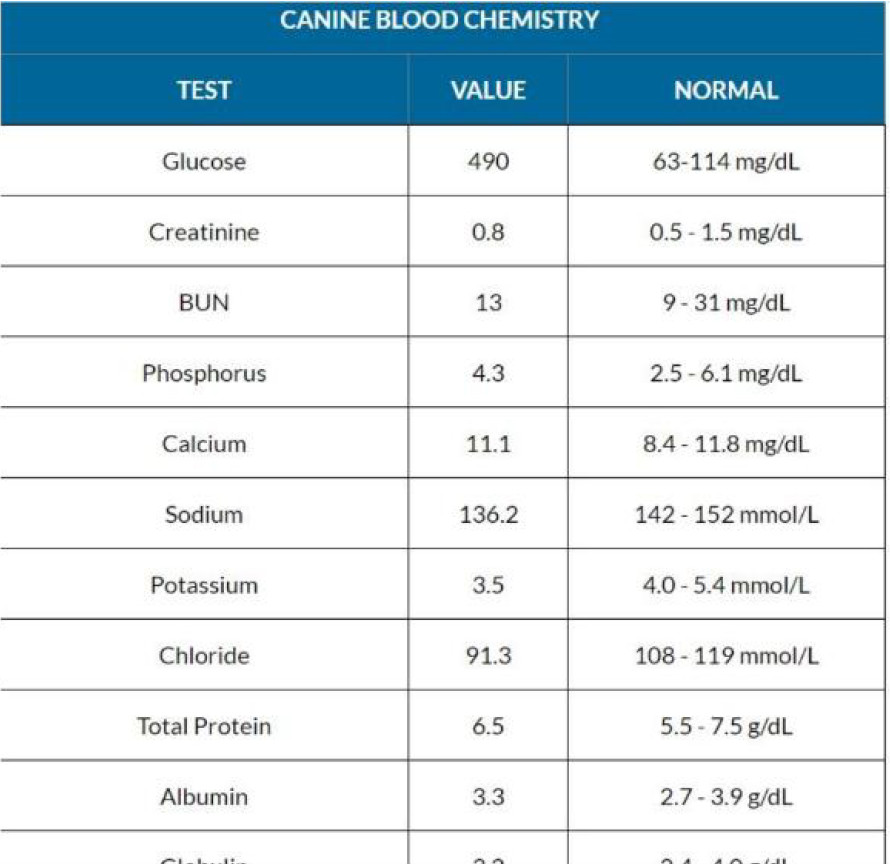 CANINE BLOOD CHEMISTRY
TEST VALUE NORMAL
Glucose 490 63-114 mg/dL
Creatinine 0.8 0.5 - 1.5 mg/dL
BUN 13 9 - 31 mg/dL
Phosphorus 4.3 2.5 - 6.1 mg/dL
Calcium 11.1 8.4 - 11.8 mg/dL
Sodium 136.2 142 - 152 mmol/L
Potassium 3.5 4.0 - 5.4 mmol/L
Chloride 91.3 108 - 119 mmol/L
Total Protein 6.5 5.5 - 7.5 g/dL
Albumin 3.3 2.7 - 3.9 g/dL
Globulin